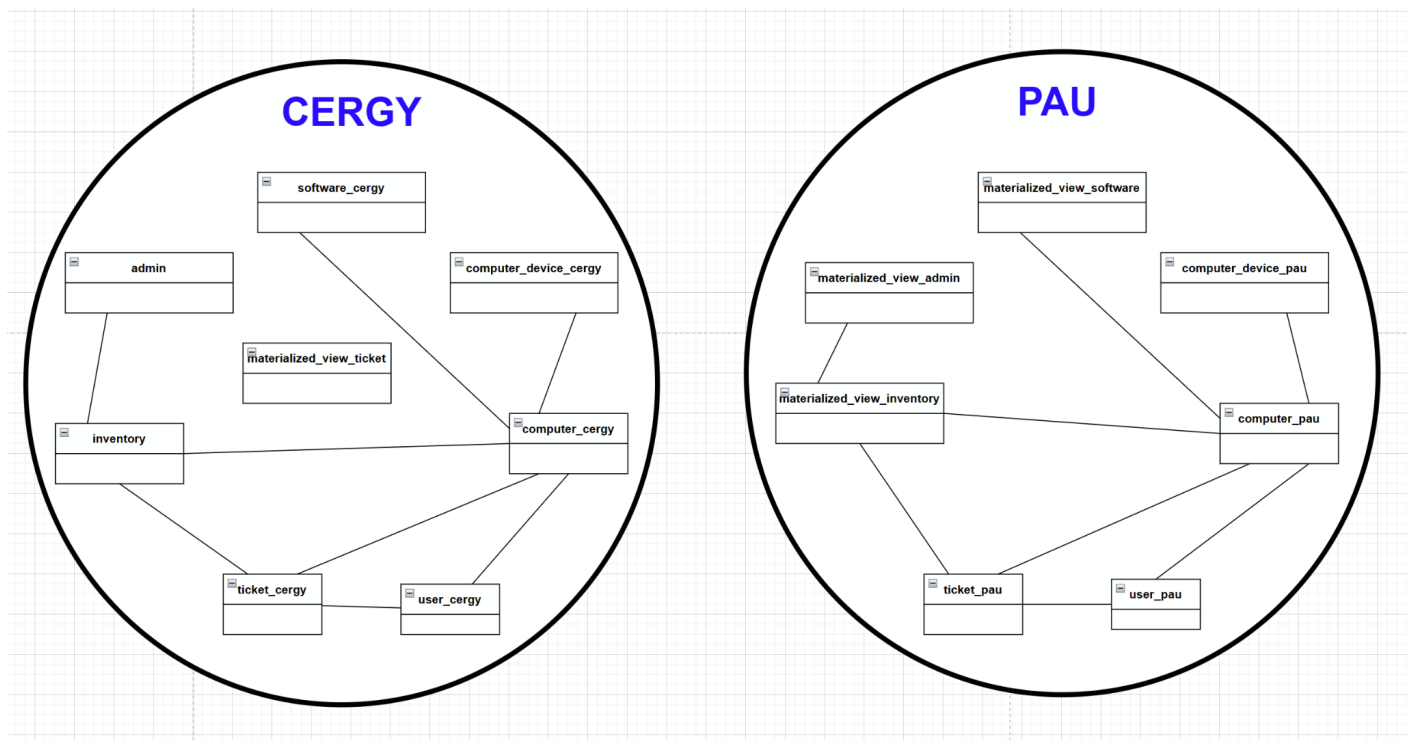 CERGY
software_cergy
admin
computer_device_cergy
materialized_view_ticket
inventory
computer_cergy
ticket_cergy
user_cergy
PAU
materialized_view_software
materialized_view_admin
computer_device_pau
materialized_view_inventory
computer_pau
ticket_pau
user_pau